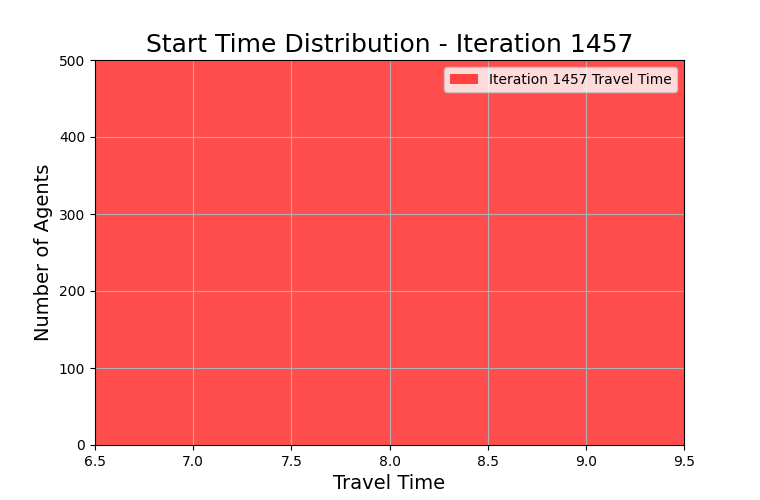 Start Time Distribution - Iteration 1457
Iteration 1457 Travel Time
Number of Agents
500
400
300
200
100
0
6.5 7.0 7.5 8.0 8.5 9.0 9.5
Travel Time